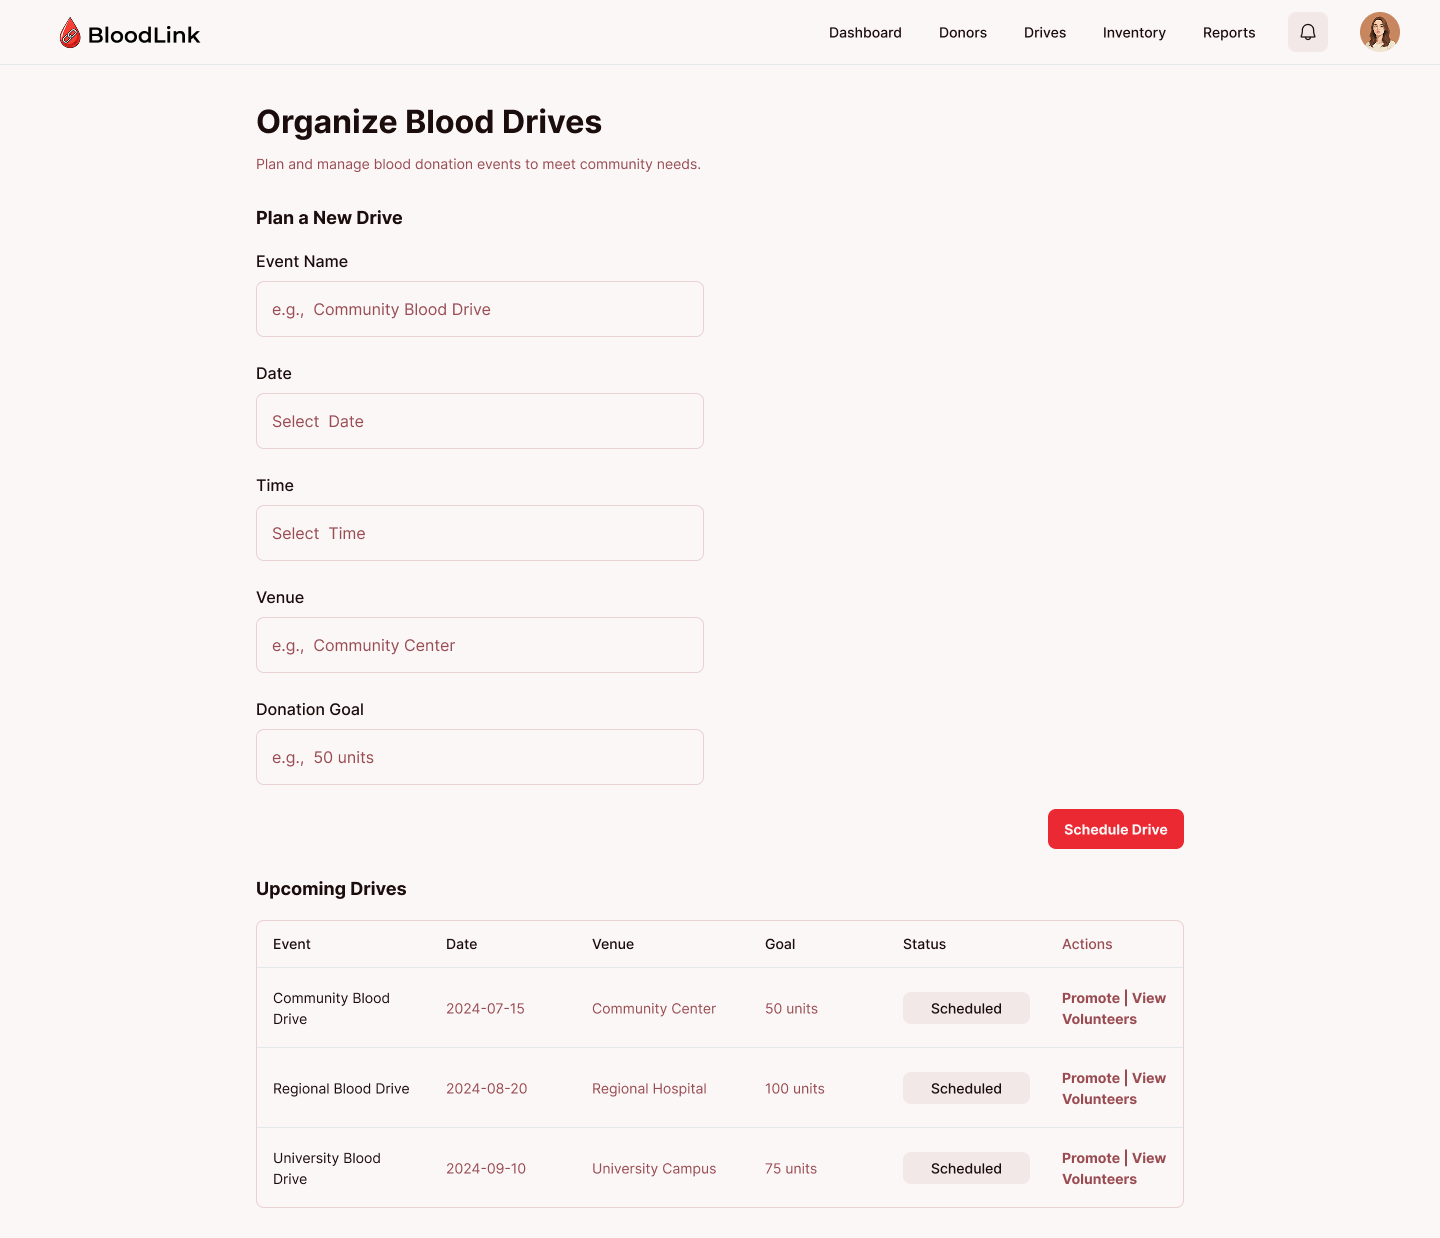 BloodLink
Dashboard Donors Drives Inventory Reports
Organize Blood Drives
Plan and manage blood donation events to meet community needs.
Plan a New Drive
Event Name
e.g., Community Blood Drive
Date
Select Date
Time
Select Time
Venue
e.g., Community Center
Donation Goal
e.g., 50 units
Schedule Drive
Upcoming Drives
Event Date Venue Goal Status Actions
Community Blood
Drive
2024-07-15 Community Center 50 units Scheduled
Promote | View
Volunteers
Regional Blood Drive 2024-08-20 Regional Hospital 100 units Scheduled
Promote | View
Volunteers
University Blood
Drive
2024-09-10 University Campus 75 units Scheduled
Promote | View
Volunteers